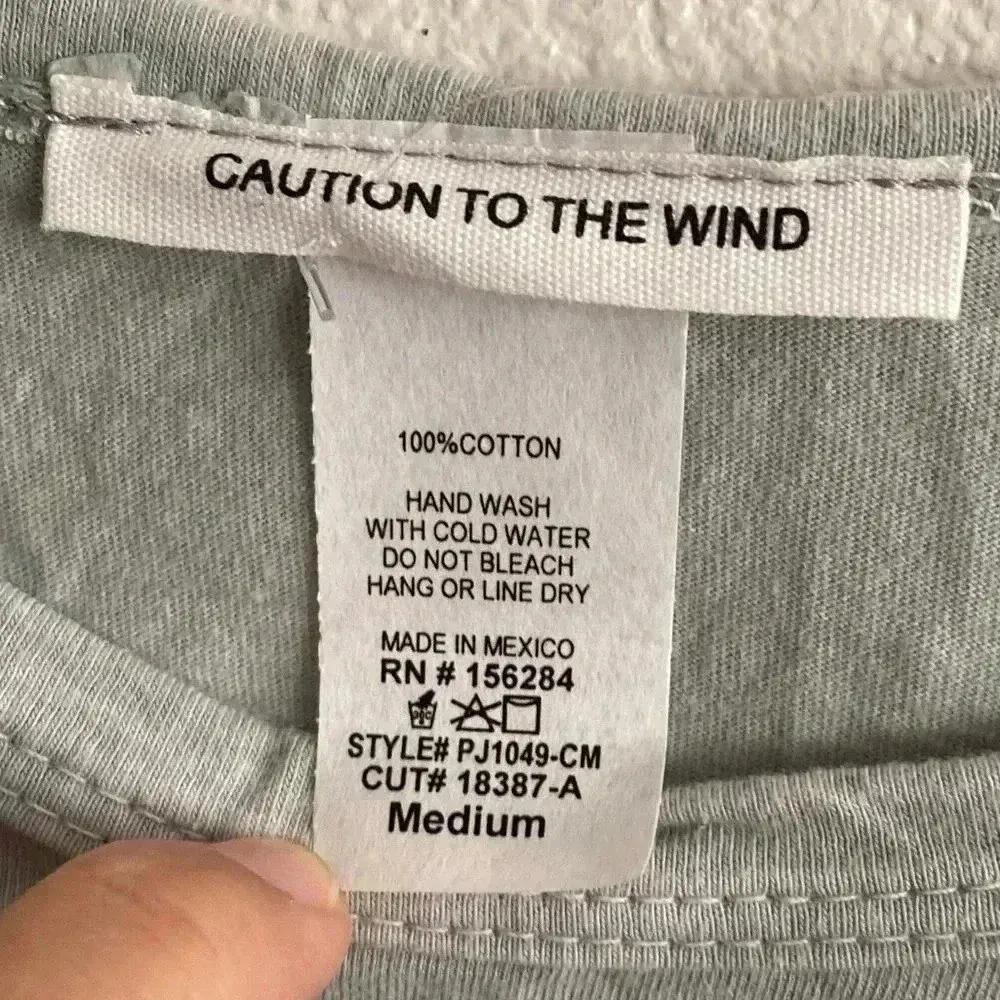 CAUTION TO THE WIND
100%COTTON
HAND WASH
WITH COLD WATER
DO NOT BLEACH
HANG OR LINE DRY
MADE IN MEXICO
RN # 156284
STYLE# PJ1049-CM
CUT# 18387-A
Medium